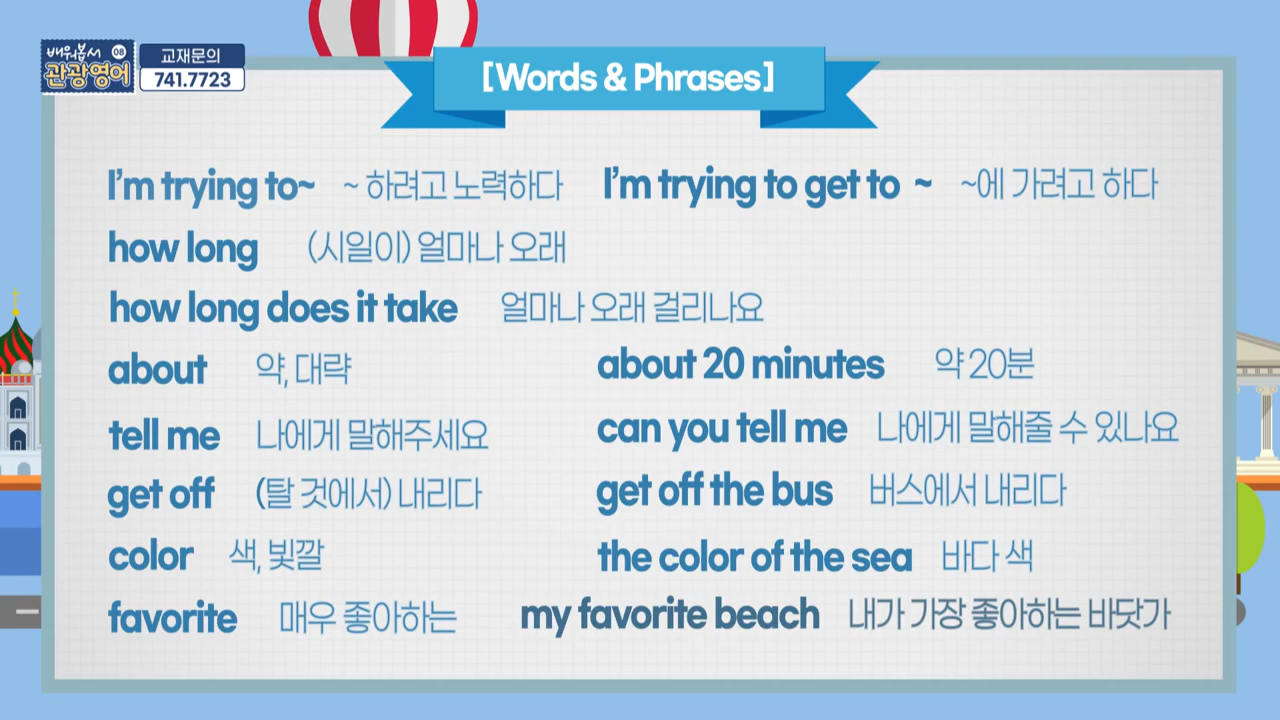 배워봅서 08
관광영어
교재문의
741.7723
[Words & Phrases]
I'm trying to~ ~ 하려고 노력하다 I'm trying to get to ~ ~에 가려고 하다
how long (시일이) 얼마나 오래
how long does it take 얼마나 오래 걸리나요
about 약, 대략 about 20 minutes 약 20분
tell me 나에게 말해주세요 can you tell me 나에게 말해줄 수 있나요
get off (탈 것에서) 내리다 get off the bus 버스에서 내리다
color 색, 빛깔 the color of the sea 바다 색
favorite 매우 좋아하는 my favorite beach 내가 가장 좋아하는 바닷가